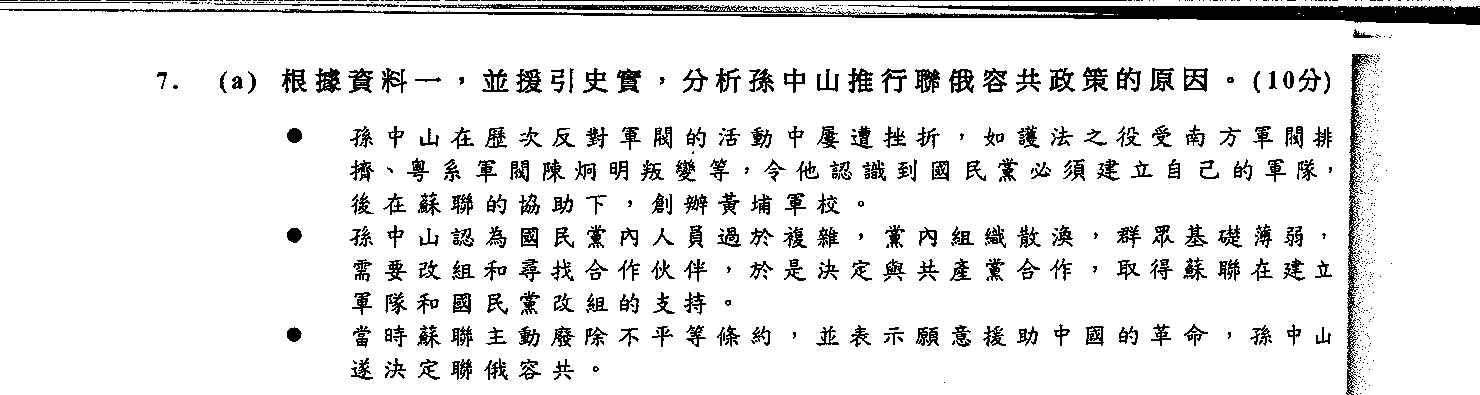 7. (a) 根據資料一，並援引史實，分析孫中山推行聯俄容共政策的原因。(10分)
● 孫中山在歷次反對軍閥的活動中屢遭挫折，如護法之役受南方軍閥排
擠、粵系軍閥陳炯明叛變等，令他認識到國民黨必須建立自己的軍隊，
後在蘇聯的協助下，創辦黃埔軍校。
● 孫中山認為國民黨內人員過於複雜，黨內組織散渙，群眾基礎薄弱，
需要改組和尋找合作伙伴，於是決定與共產黨合作，取得蘇聯在建立
軍隊和國民黨改組的支持。
● 當時蘇聯主動廢除不平等條約，並表示願意援助中國的革命，孫中山
遂決定聯俄容共。